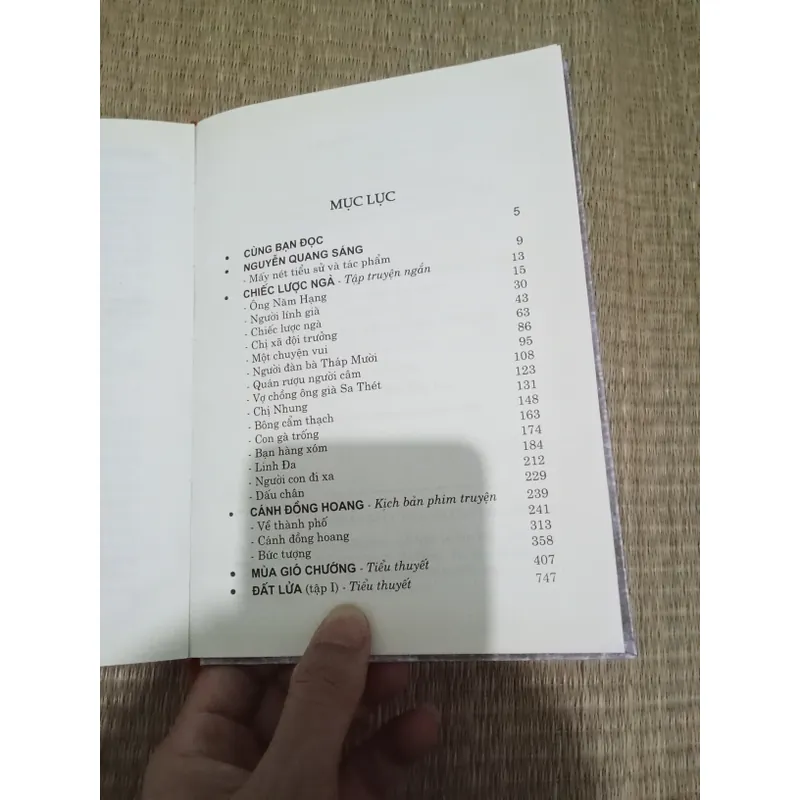 MỤC LỤC
• CÙNG BẠN ĐỌC 5
• NGUYỄN QUANG SÁNG
- Mấy nét tiểu sử và tác phẩm 9
• CHIẾC LƯỢC NGÀ - Tập truyện ngắn 13
- Ông Năm Hạng 15
- Người lính già 30
- Chiếc lược ngà 43
- Chị xã đội trưởng 63
- Một chuyện vui 86
- Người đàn bà Tháp Mười 95
- Quán rượu người câm 108
- Vợ chồng ông già Sa Thét 123
- Chị Nhung 131
- Bông cẩm thạch 148
- Con gà trống 163
- Bạn hàng xóm 174
- Linh Đa 184
- Người con đi xa 212
- Dấu chân 229
• CÁNH ĐỒNG HOANG - Kịch bản phim truyện 239
- Về thành phố 241
- Cánh đồng hoang 313
- Bức tượng 358
• MÙA GIÓ CHƯỚNG - Tiểu thuyết 407
• ĐẤT LỬA (tập I) - Tiểu thuyết 747